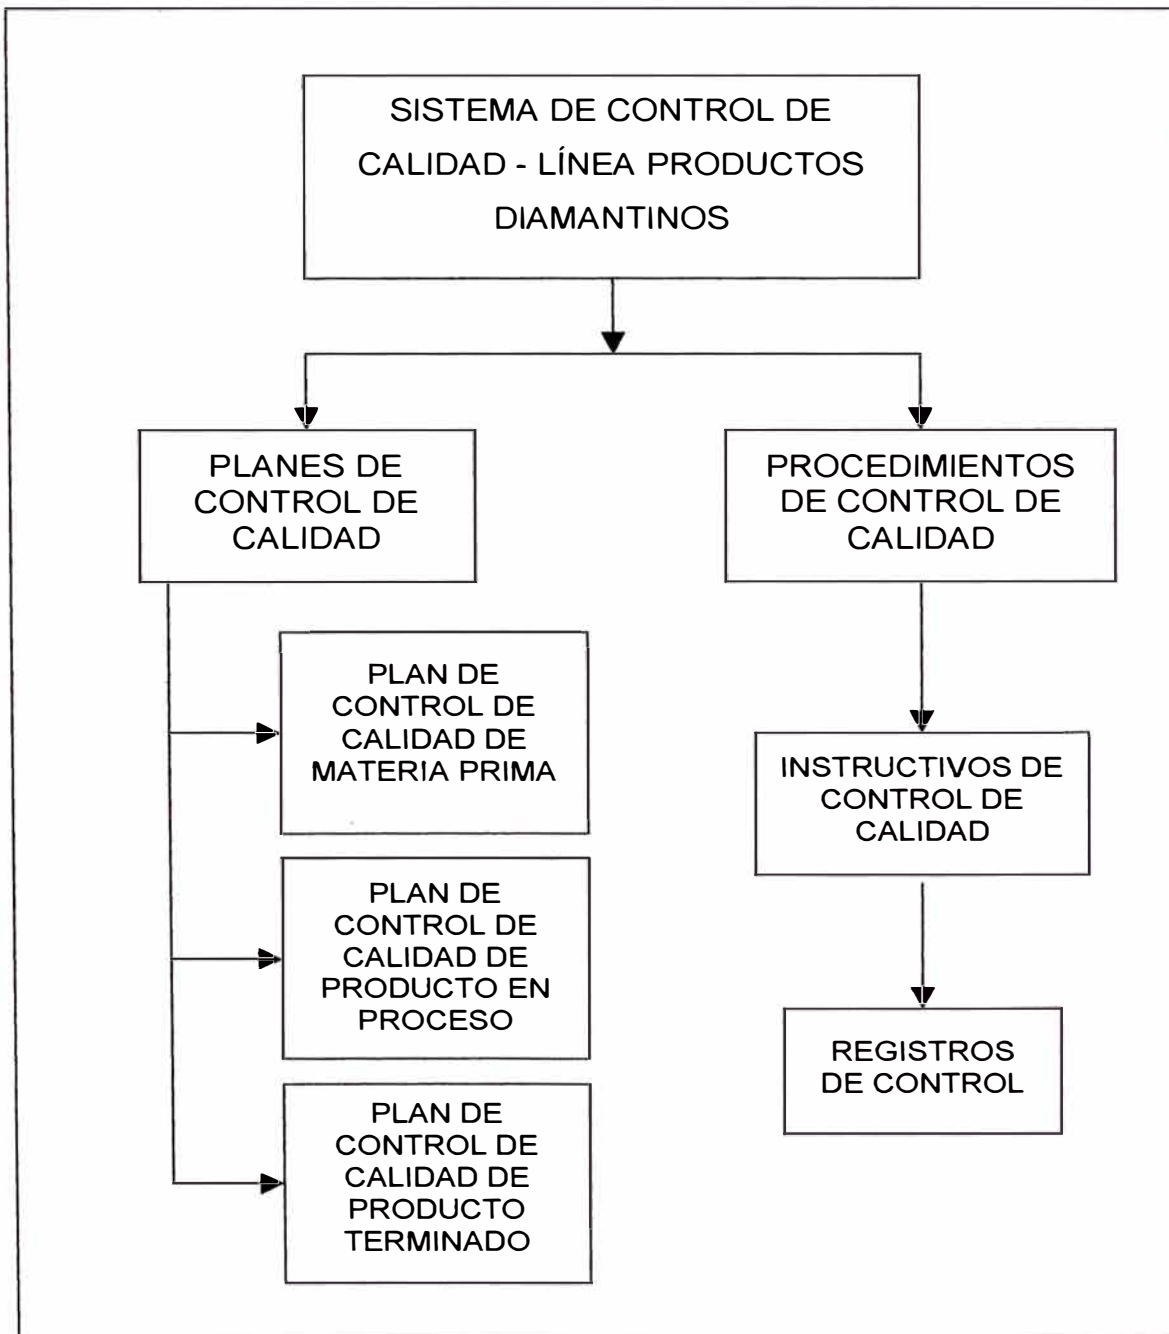 SISTEMA DE CONTROL DE
CALIDAD - LÍNEA PRODUCTOS
DIAMANTINOS
PLANES DE
CONTROL DE
CALIDAD
PROCEDIMIENTOS
DE CONTROL DE
CALIDAD
PLAN DE
CONTROL DE
CALIDAD DE
MATERIA PRIMA
INSTRUCTIVOS DE
CONTROL DE
CALIDAD
PLAN DE
CONTROL DE
CALIDAD DE
PRODUCTO EN
PROCESO
REGISTROS
DE CONTROL
PLAN DE
CONTROL DE
CALIDAD DE
PRODUCTO
TERMINADO